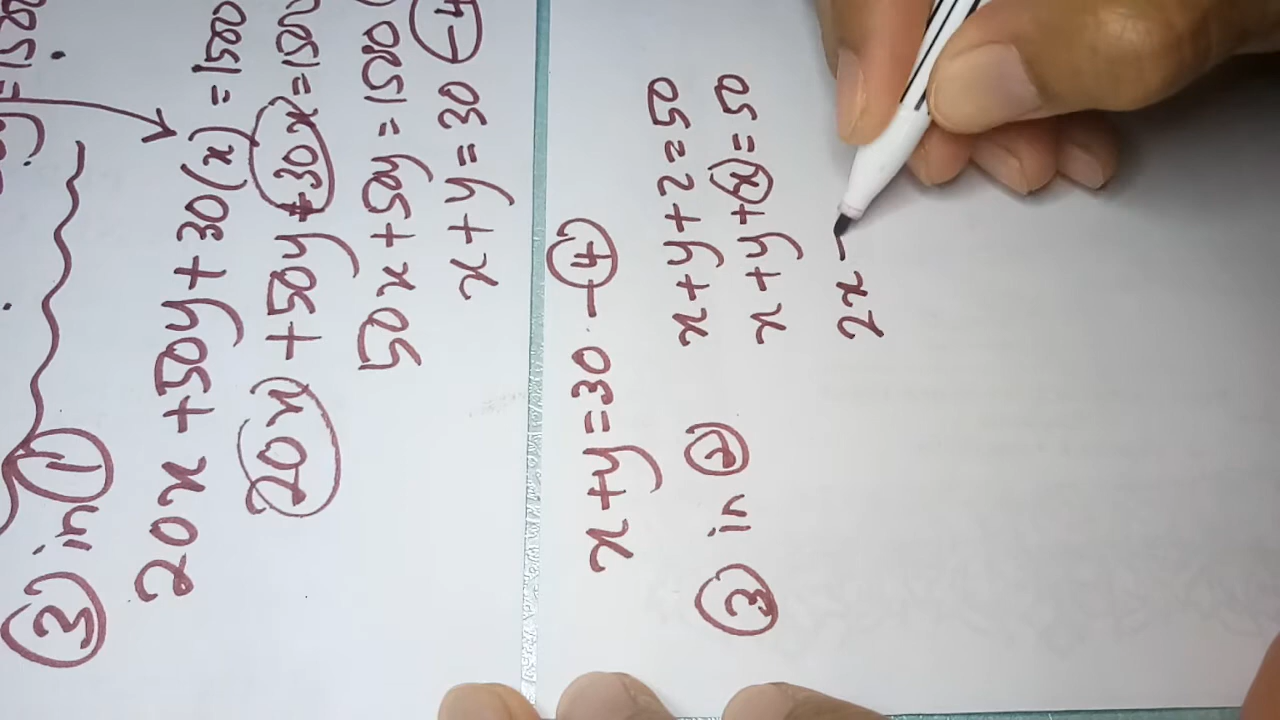 y = 1500
③ in ①
20x + 50y + 30(x) = 1500
20x + 50y + 30x = 1500
50x + 50y = 1500
x + y = 30 - ④
x + y = 30 - ④
③ in ② x + y + z = 50
x + y + (x) = 50
2x -